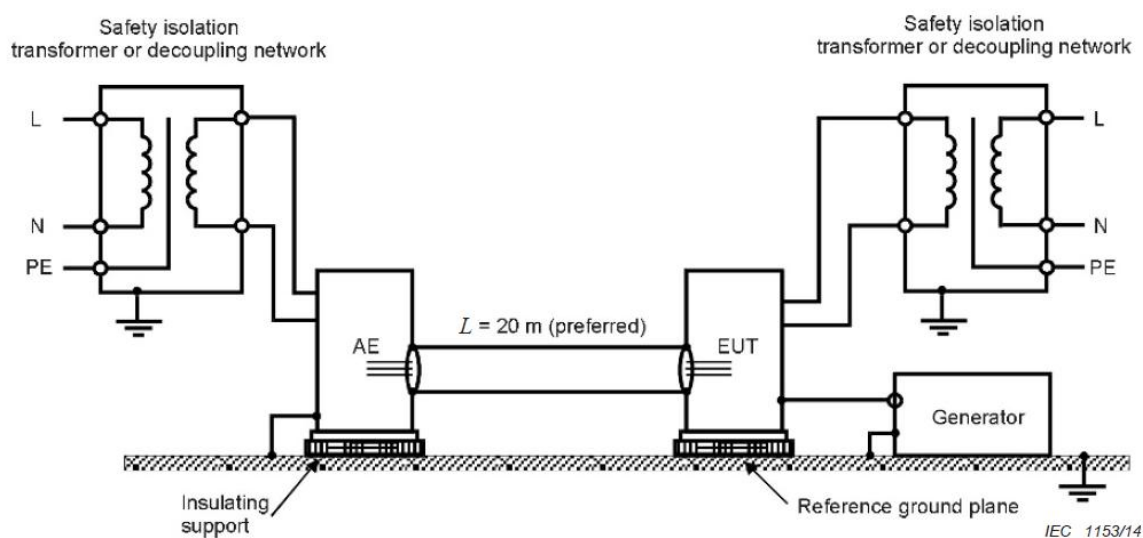 Safety isolation
transformer or decoupling network
Safety isolation
transformer or decoupling network
L
N
PE
L
N
PE
L = 20 m (preferred)
AE
EUT
Generator
Insulating
support
Reference ground plane
IEC 1153/14